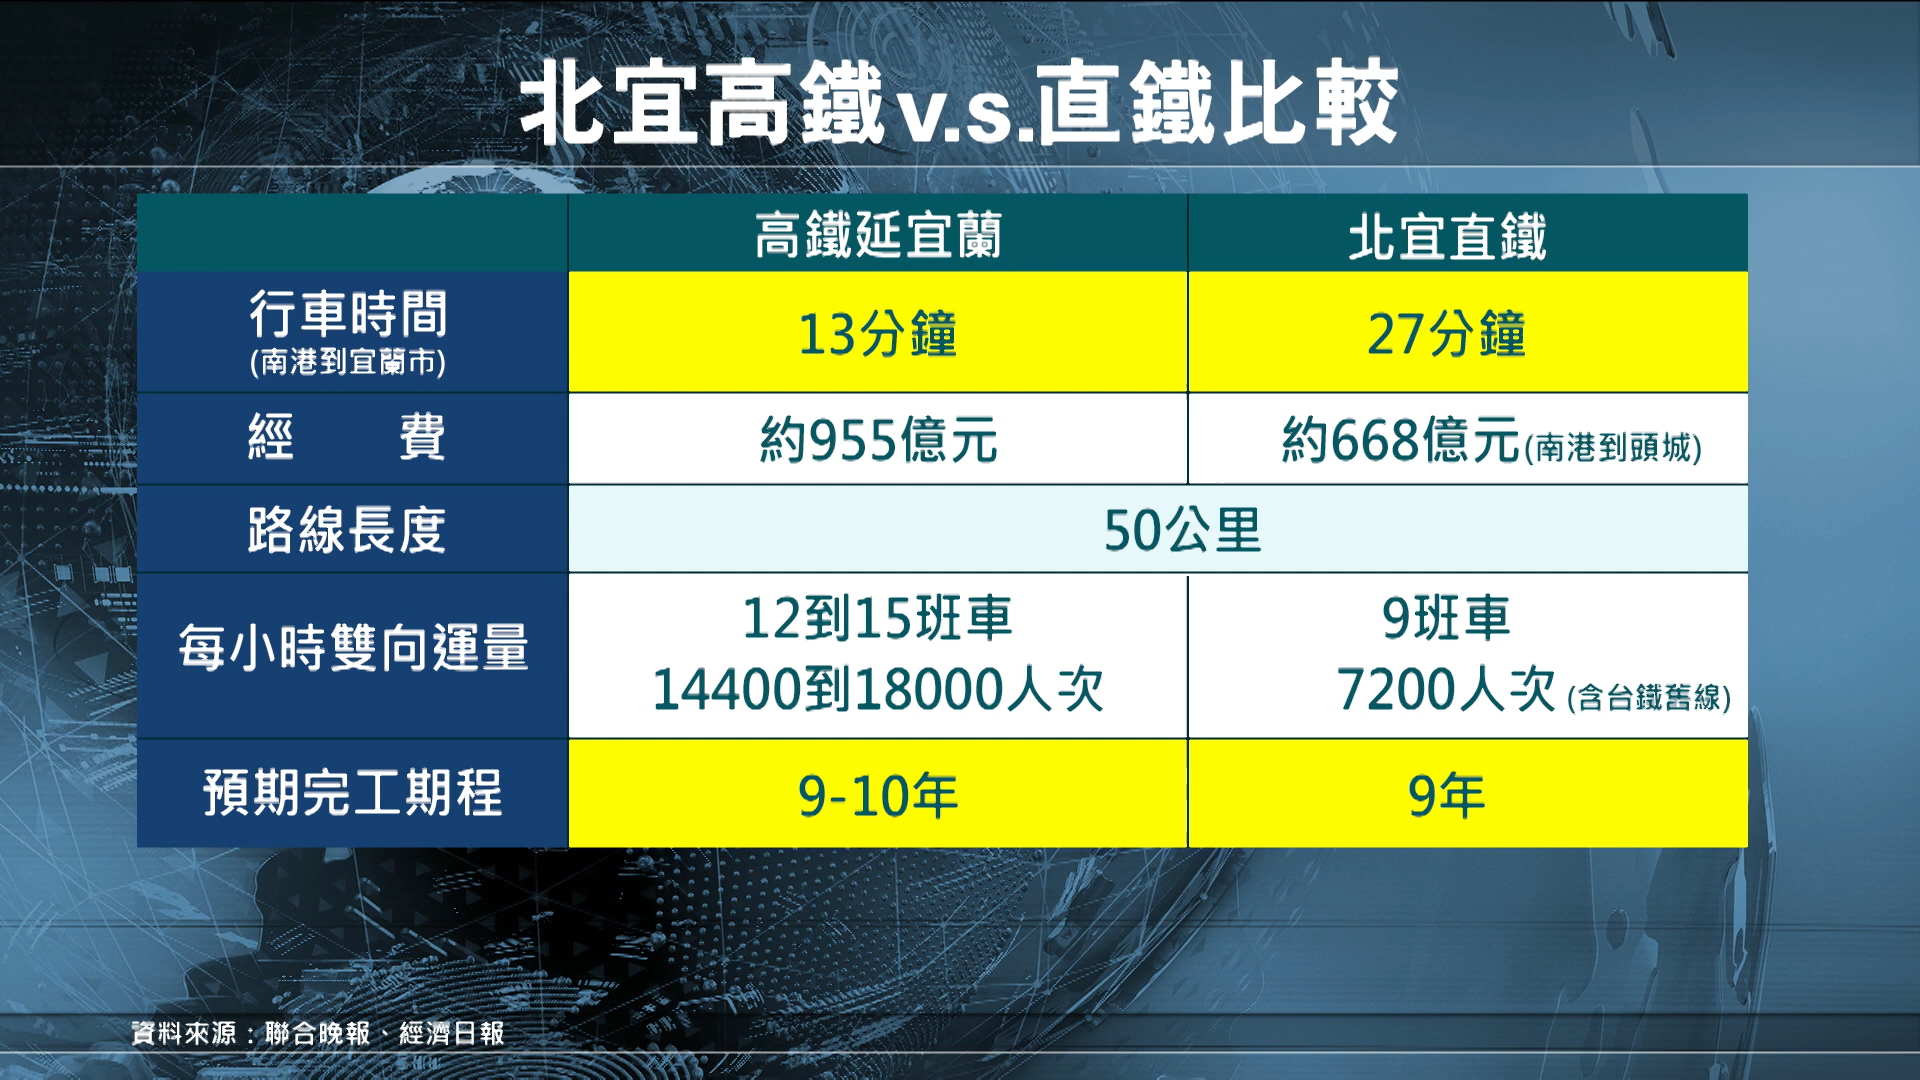 北宜高鐵v.s.直鐵比較
高鐵延宜蘭
北宜直鐵
行車時間
(南港到宜蘭市)
13分鐘
27分鐘
經 費
約955億元
約668億元(南港到頭城)
路線長度
50公里
每小時雙向運量
12到15班車
14400到18000人次
9班車
7200人次 (含台鐵舊線)
預期完工期程
9-10年
9年
資料來源：聯合晚報、經濟日報